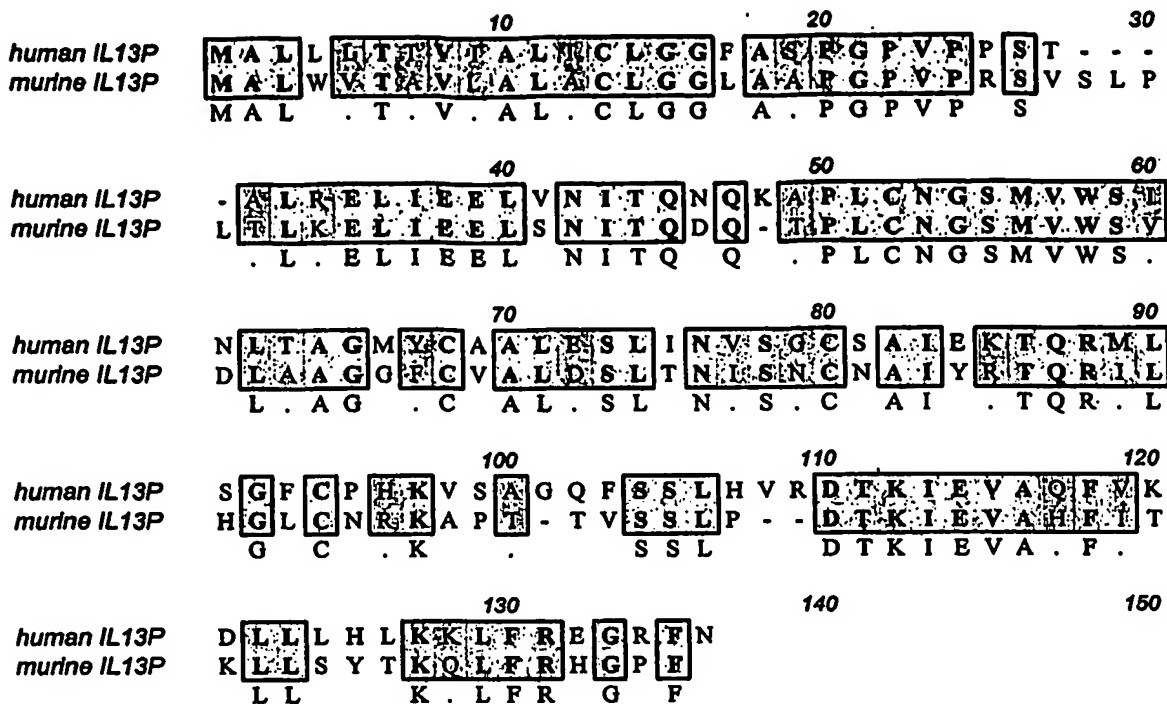 10 20 30
human IL13P M A L L L T T V I A L T C L G G F A S P G P V P P S T - - -
murine IL13P M A L W V T A V L A L A C L G G L A A P G P V P R S V S L P
M A L . T . V . A L . C L G G A . P G P V P S
40 50 60
human IL13P - A L R E L I E E L V N I T Q N Q K A P L C N G S M V W S I
murine IL13P L T L K E L I E E L S N I T Q D Q - T P L C N G S M V W S V
. L . E L I E E L N I T Q Q . P L C N G S M V W S .
70 80 90
human IL13P N L T A G M Y C A A L E S L I N V S G C S A I E K T Q R M L
murine IL13P D L A A G G F C V A L D S L T N I S N C N A I Y R T Q R I L
L . A G . C A L . S L N . S . C A I . T Q R . L
100 110 120
human IL13P S G F C P H K V S A G Q F S S L H V R D T K I E V A Q F V K
murine IL13P H G L C N R K A P T - T V S S L P - - D T K I E V A H F I T
G C . K . S S L D T K I E V A . F .
130 140 150
human IL13P D L L L H L K K L F R E G R F N
murine IL13P K L L S Y T K Q L F R H G P F
L L K . L F R G F